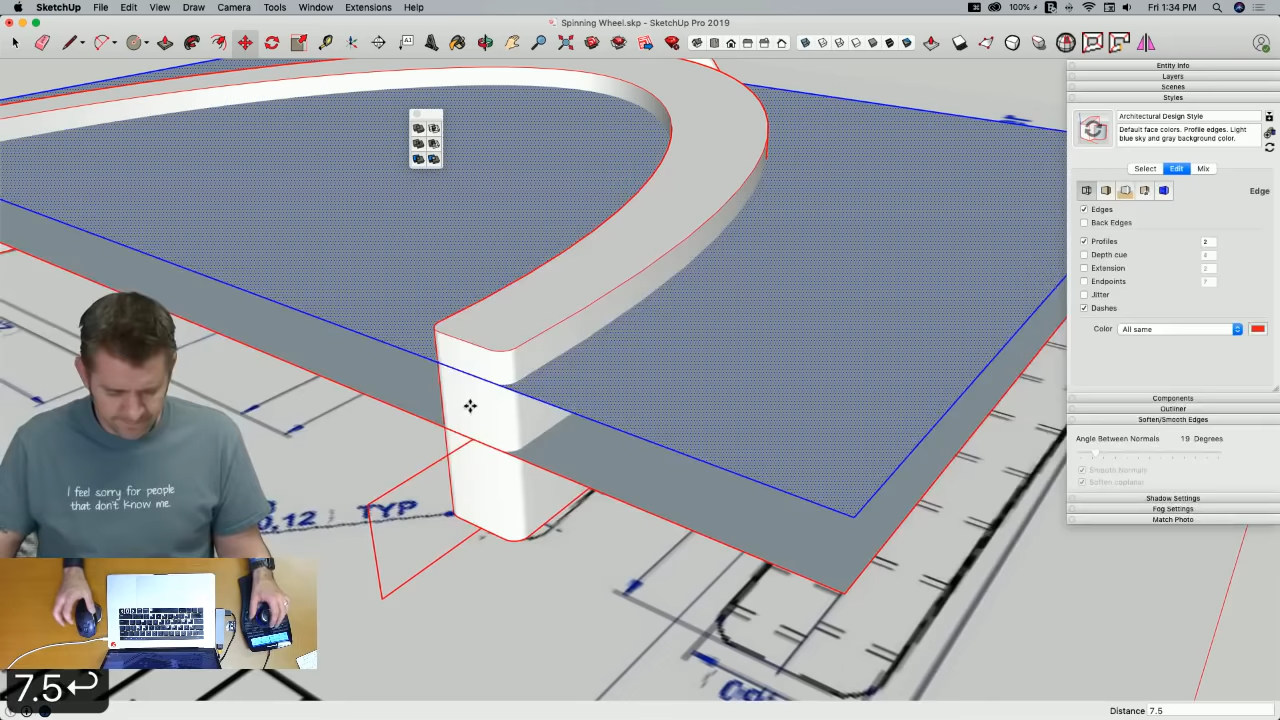 SketchUp File Edit View Draw Camera Tools Window Extensions Help
100% Fri 1:34 PM
Spinning Wheel.skp - SketchUp Pro 2019
Entity Info
Layers
Scenes
Styles
Architectural Design Style
Default face colors. Profile edges. Light
blue sky and gray background color.
Select Edit Mix
Edge
Edges
Back Edges
Profiles 2
Depth cue 4
Extension 2
Endpoints 7
Jitter
Dashes
Color All same
Components
Outliner
Soften/Smooth Edges
Angle Between Normals 19 Degrees
Smooth Normals
Soften coplanar
Shadow Settings
Fog Settings
Match Photo
I feel sorry for people
that don't know me.
0.12 TYP
7.5
Distance 7.5